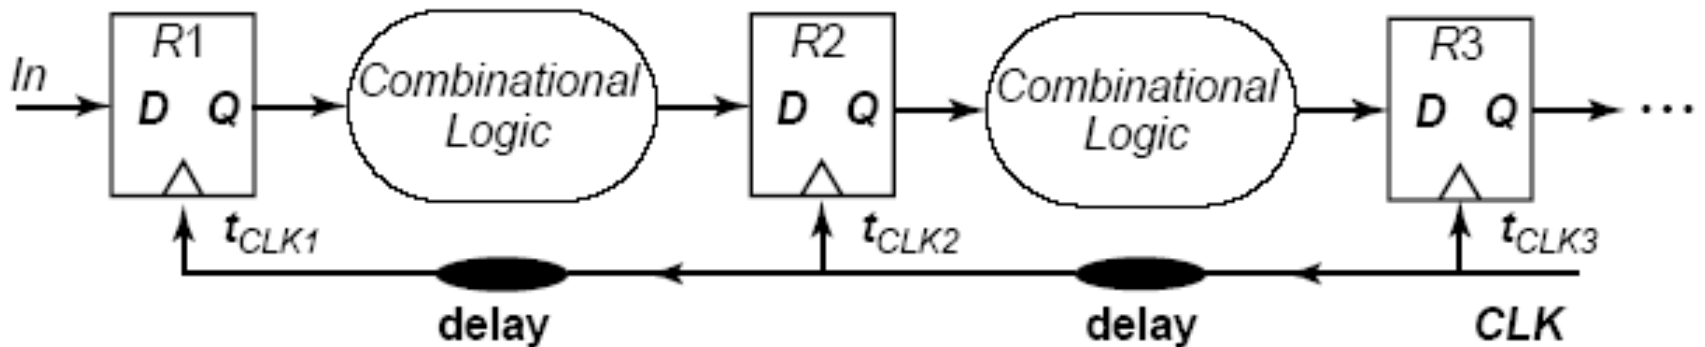 In
R1
D Q
Combinational
Logic
R2
D Q
Combinational
Logic
R3
D Q
...
tCLK1
tCLK2
tCLK3
delay
delay
CLK